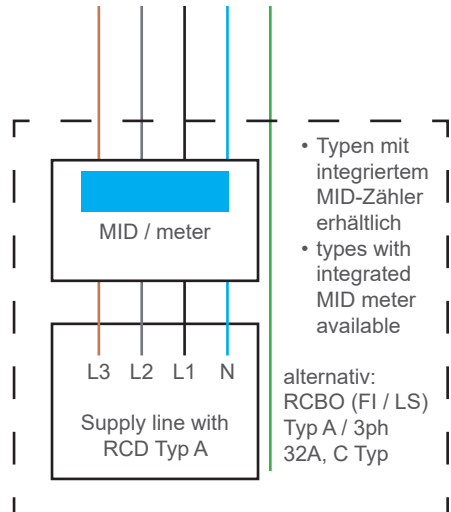 • Typen mit
integriertem
MID-Zähler
erhältlich
• types with
integrated
MID meter
available
MID / meter
L3 L2 L1 N
Supply line with
RCD Typ A
alternativ:
RCBO (FI / LS)
Typ A / 3ph
32A, C Typ